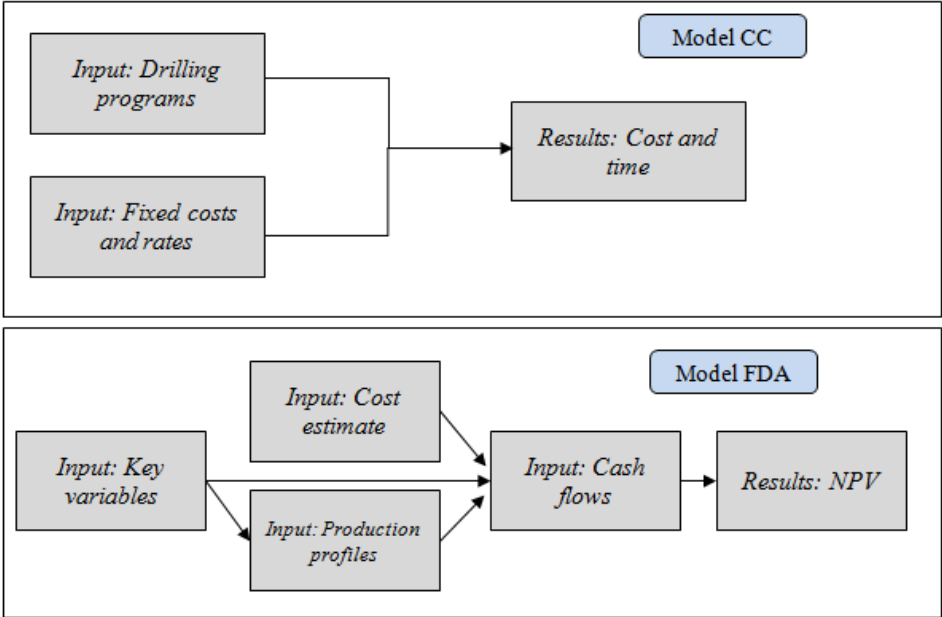 Model CC
Input: Drilling
programs
Results: Cost and
time
Input: Fixed costs
and rates
Model FDA
Input: Cost
estimate
Input: Key
variables
Input: Cash
flows
Results: NPV
Input: Production
profiles